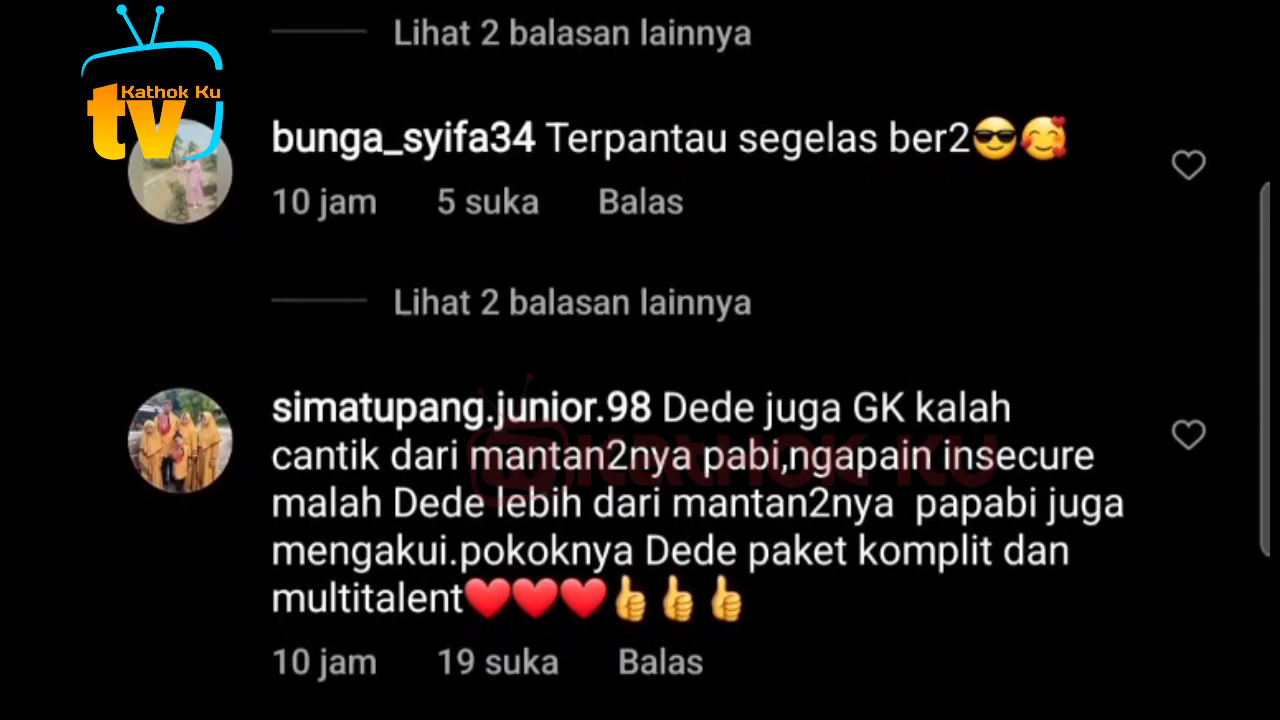 Lihat 2 balasan lainnya
Kathok Ku
tv
bunga_syifa34 Terpantau segelas ber2😎🥰
10 jam 5 suka Balas
Lihat 2 balasan lainnya
simatupang.junior.98 Dede juga GK kalah
cantik dari mantan2nya pabi,ngapain insecure
malah Dede lebih dari mantan2nya papabi juga
mengakui.pokoknya Dede paket komplit dan
multitalent❤️❤️❤️👍👍👍
KATHOK KU
10 jam 19 suka Balas